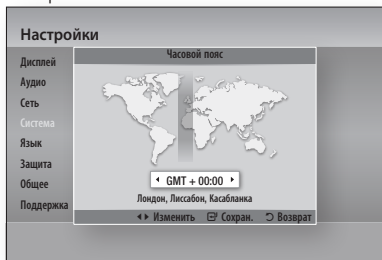 Настройки
Часовой пояс
Дисплей
Аудио
Сеть
Система
Язык
Защита
Общее
Поддержка
GMT + 00:00
Лондон, Лиссабон, Касабланка
Изменить Сохран. Возврат